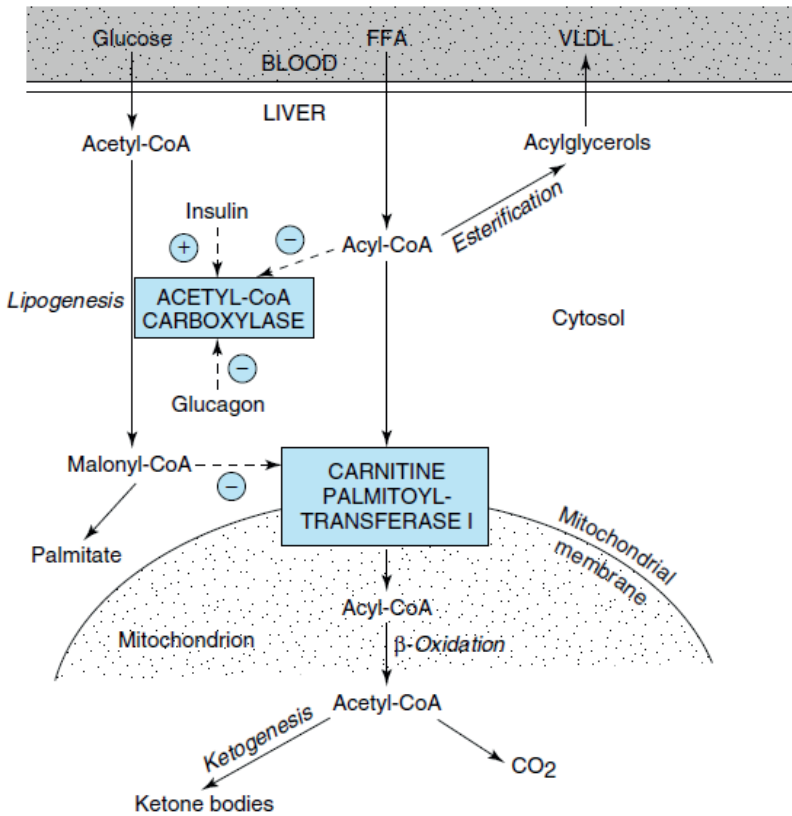 Glucose FFA VLDL
BLOOD
LIVER
Acetyl-CoA
Acylglycerols
Insulin
Esterification
+
−
Acyl-CoA
Lipogenesis
ACETYL-CoA
CARBOXYLASE
Cytosol
−
Glucagon
Malonyl-CoA
−
CARNITINE
PALMITOYL-
TRANSFERASE I
Mitochondrial
membrane
Palmitate
Acyl-CoA
Mitochondrion
β-Oxidation
Acetyl-CoA
Ketogenesis
CO2
Ketone bodies